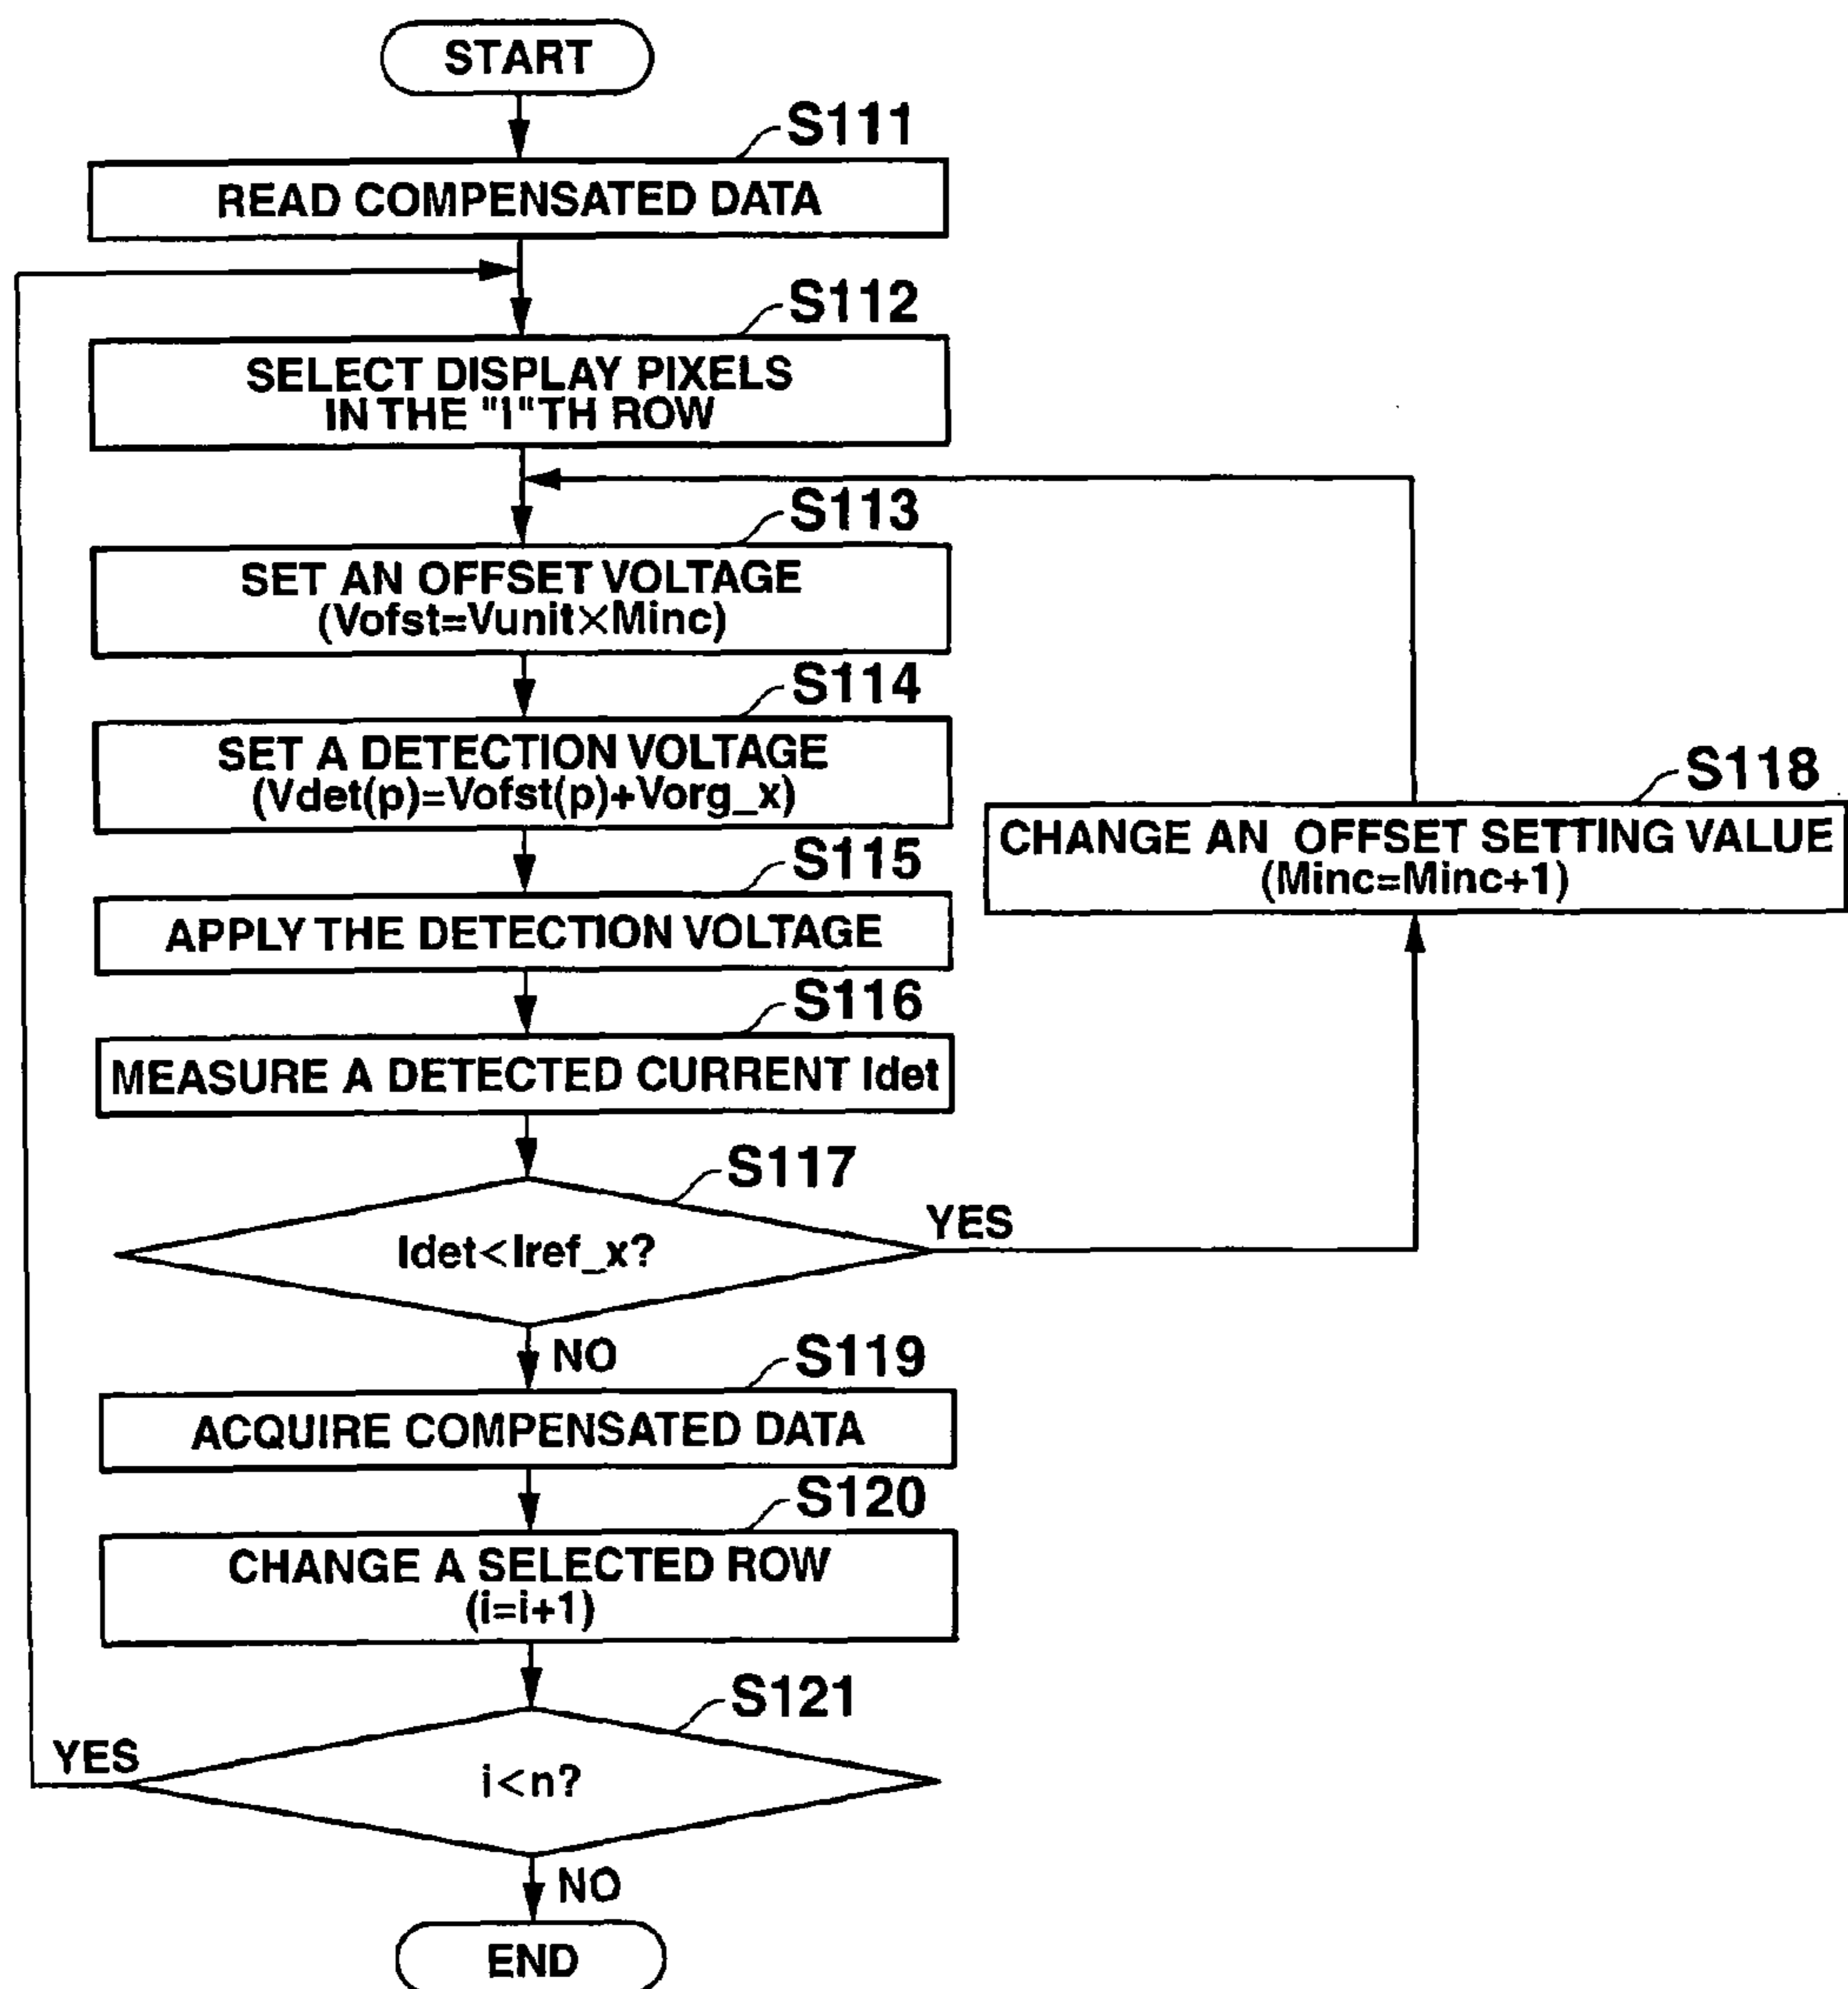 START
S111
READ COMPENSATED DATA
S112
SELECT DISPLAY PIXELS
IN THE "I"TH ROW
S113
SET AN OFFSET VOLTAGE
(Vofst=Vunit×Minc)
S114
SET A DETECTION VOLTAGE
(Vdet(p)=Vofst(p)+Vorg_x)
S118
CHANGE AN OFFSET SETTING VALUE
(Minc=Minc+1)
S115
APPLY THE DETECTION VOLTAGE
S116
MEASURE A DETECTED CURRENT Idet
S117
Idet<Iref_x?
YES
NO
S119
ACQUIRE COMPENSATED DATA
S120
CHANGE A SELECTED ROW
(i=i+1)
S121
YES
i<n?
NO
END